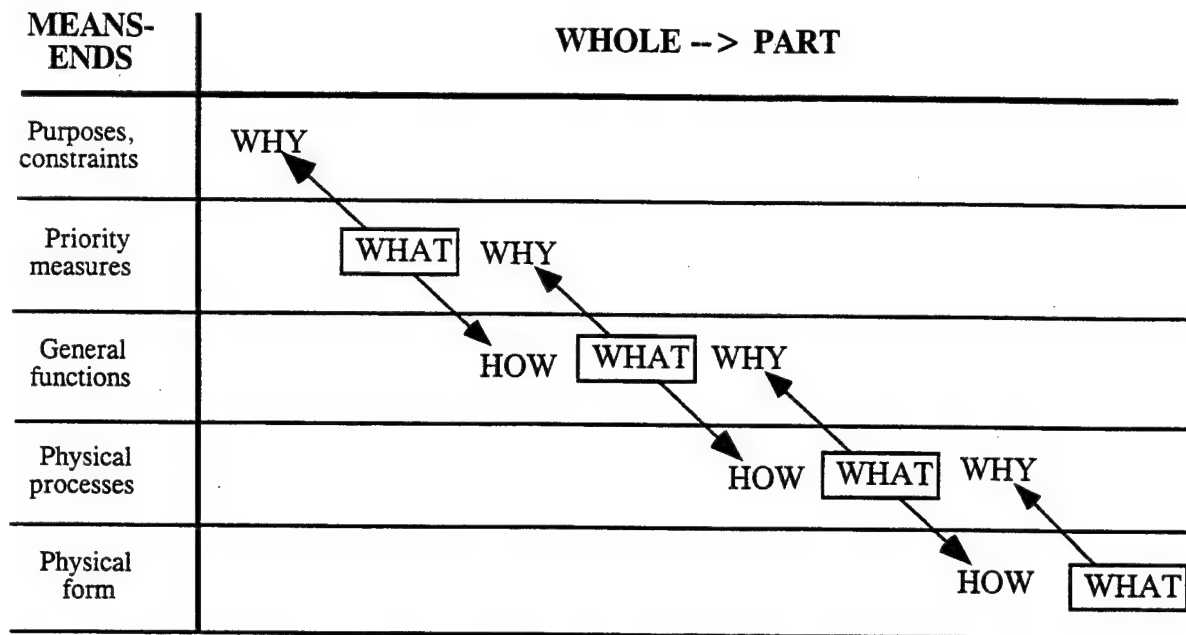 MEANS-
ENDS
WHOLE --> PART
Purposes,
constraints
WHY
Priority
measures
WHAT WHY
General
functions
HOW WHAT WHY
Physical
processes
HOW WHAT WHY
Physical
form
HOW WHAT